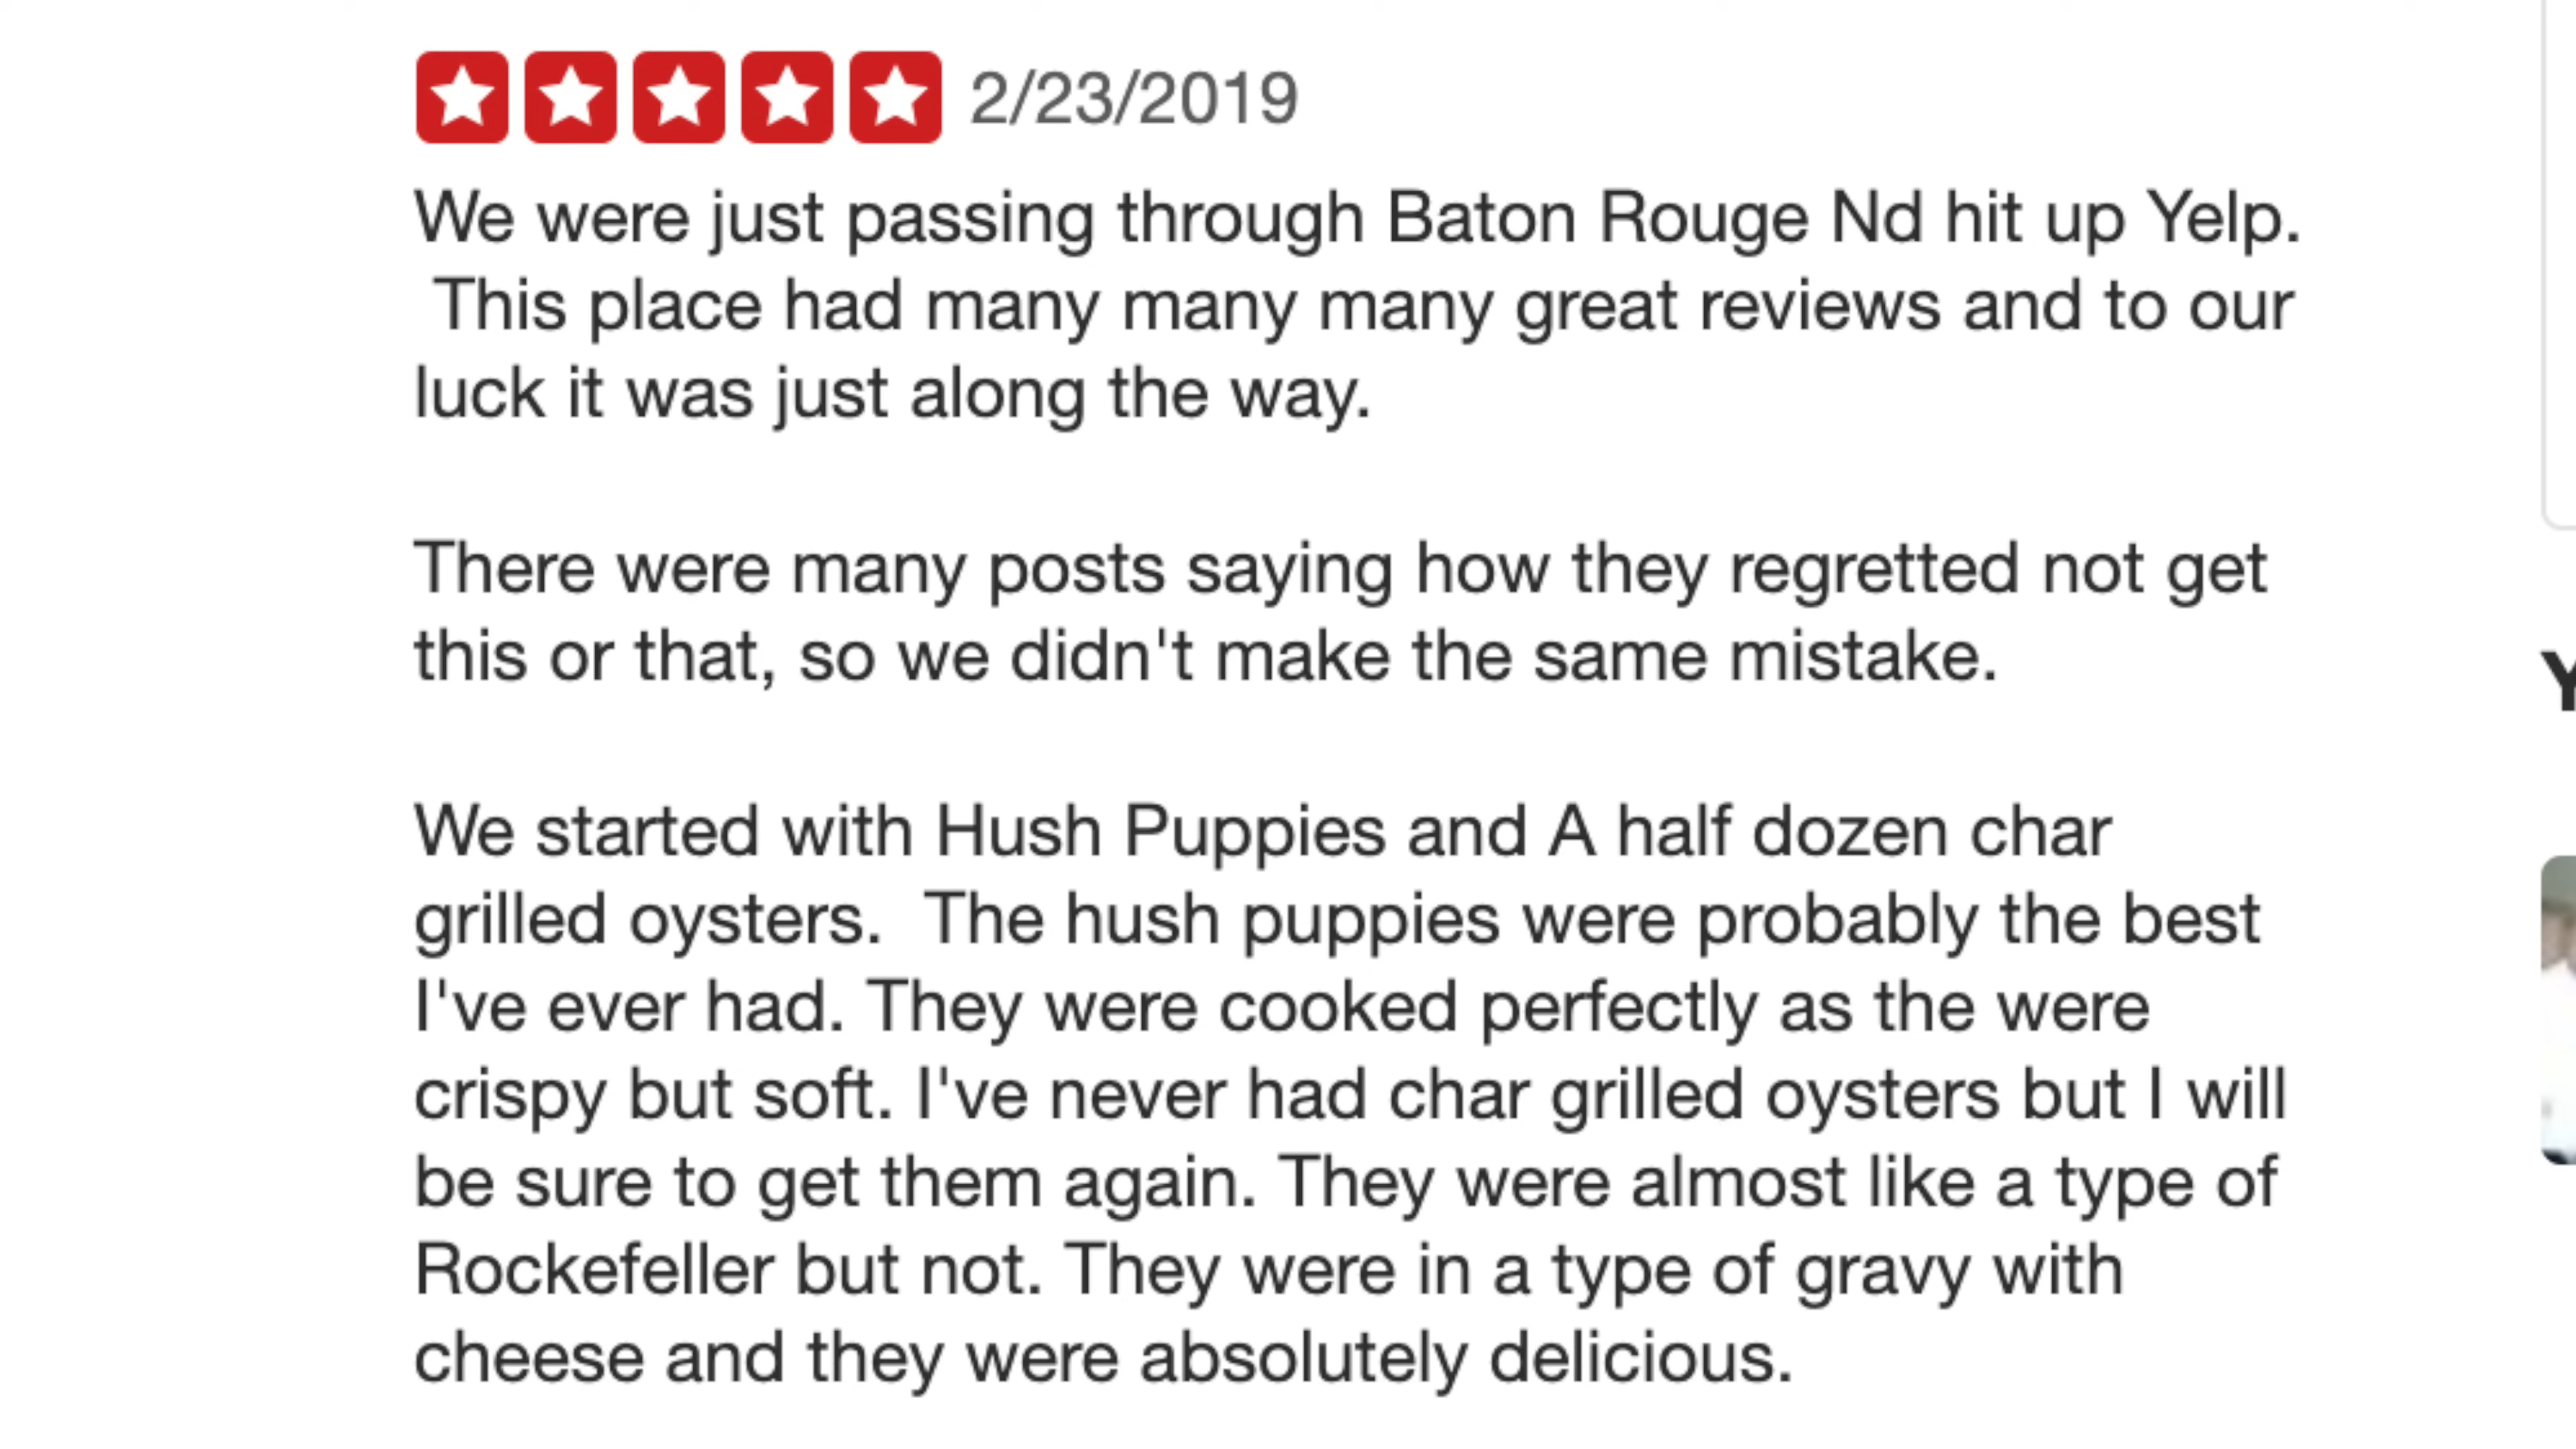 2/23/2019
We were just passing through Baton Rouge Nd hit up Yelp.
This place had many many many great reviews and to our
luck it was just along the way.
There were many posts saying how they regretted not get
this or that, so we didn't make the same mistake.
We started with Hush Puppies and A half dozen char
grilled oysters.  The hush puppies were probably the best
I've ever had. They were cooked perfectly as the were
crispy but soft. I've never had char grilled oysters but I will
be sure to get them again. They were almost like a type of
Rockefeller but not. They were in a type of gravy with
cheese and they were absolutely delicious.
Y